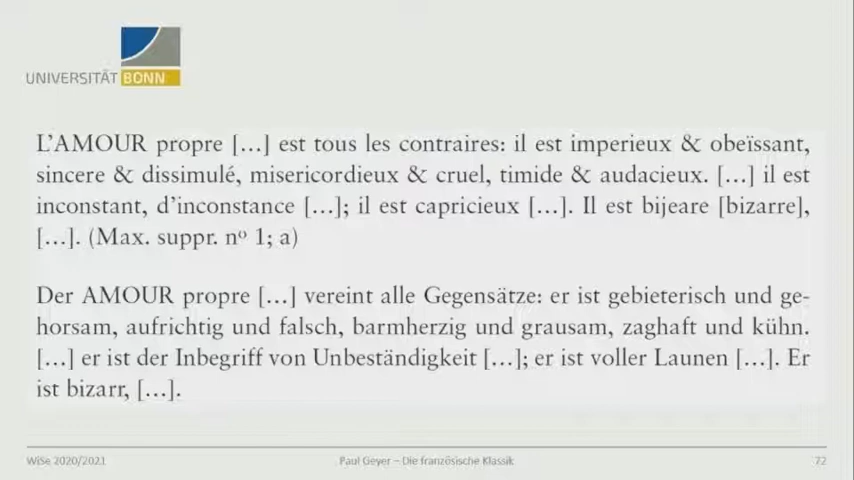 UNIVERSITÄT BONN
L’AMOUR propre […] est tous les contraires: il est imperieux & obeïssant,
sincere & dissimulé, misericordieux & cruel, timide & audacieux. […] il est
inconstant, d’inconstance […]; il est capricieux […]. Il est bijeare [bizarre],
[…]. (Max. suppr. nº 1; a)
Der AMOUR propre […] vereint alle Gegensätze: er ist gebieterisch und ge-
horsam, aufrichtig und falsch, barmherzig und grausam, zaghaft und kühn.
[…] er ist der Inbegriff von Unbeständigkeit […]; er ist voller Launen […]. Er
ist bizarr, […].
WiSe 2020/2021
Paul Geyer – Die französische Klassik
72